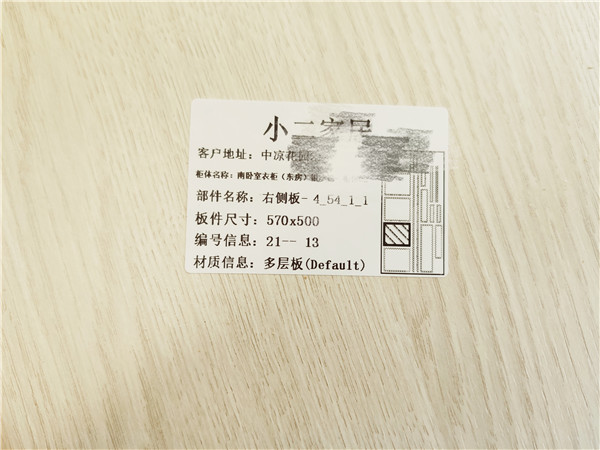 小二家居
客户地址：中凉花园
柜体名称：南卧室衣柜（东房）
部件名称：右侧板-4_54_1_1
板件尺寸：570x500
编号信息：21-- 13
材质信息：多层板(Default)